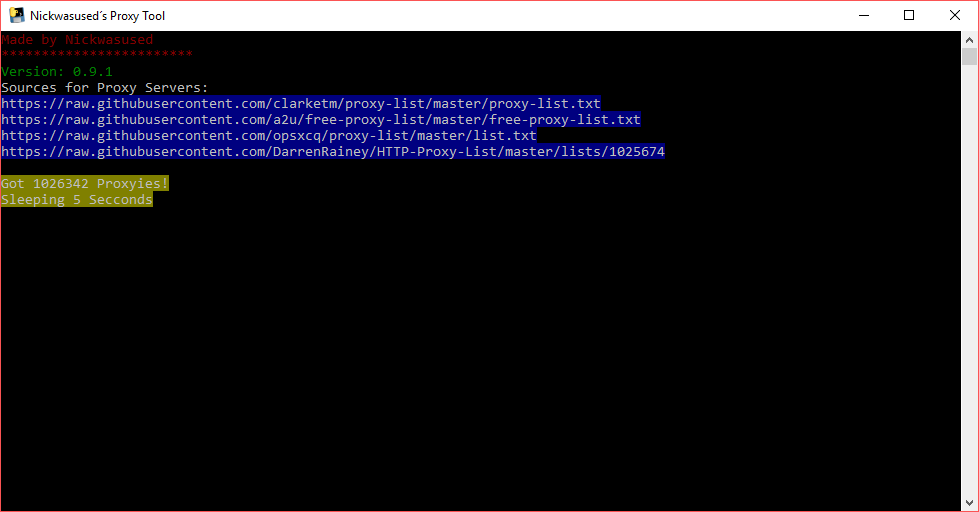 Nickwasused´s Proxy Tool
Made by Nickwasused
************************
Version: 0.9.1
Sources for Proxy Servers:
https://raw.githubusercontent.com/clarketm/proxy-list/master/proxy-list.txt
https://raw.githubusercontent.com/a2u/free-proxy-list/master/free-proxy-list.txt
https://raw.githubusercontent.com/opsxcq/proxy-list/master/list.txt
https://raw.githubusercontent.com/DarrenRainey/HTTP-Proxy-List/master/lists/1025674
Got 1026342 Proxyies!
Sleeping 5 Secconds